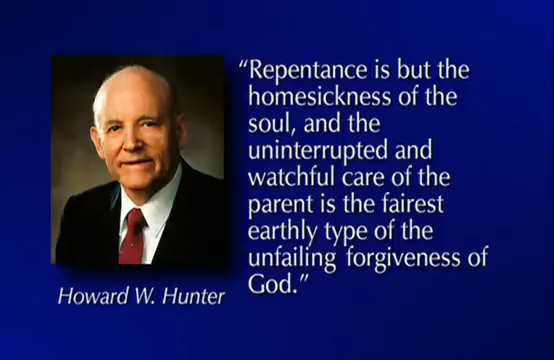 “Repentance is but the
homesickness of the
soul, and the
uninterrupted and
watchful care of the
parent is the fairest
earthly type of the
unfailing forgiveness of
God.”
Howard W. Hunter